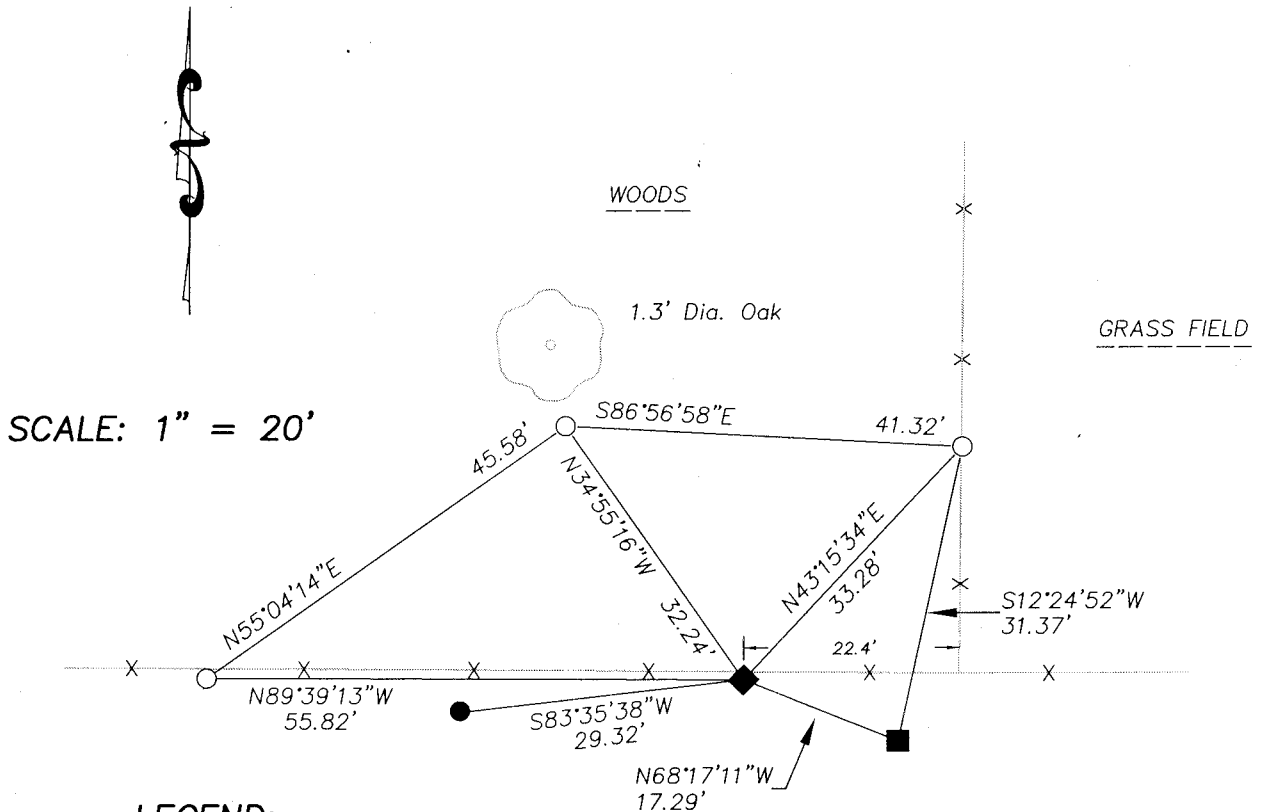 WOODS
1.3' Dia. Oak
GRASS FIELD
SCALE: 1" = 20'
S86°56'58"E
41.32'
45.58'
N34°55'16"W
32.24'
N43°15'34"E
33.28'
N55°04'14"E
S12°24'52"W
31.37'
22.4'
N89°39'13"W
55.82'
S83°35'38"W
29.32'
N68°17'11"W
17.29'
LEGEND: